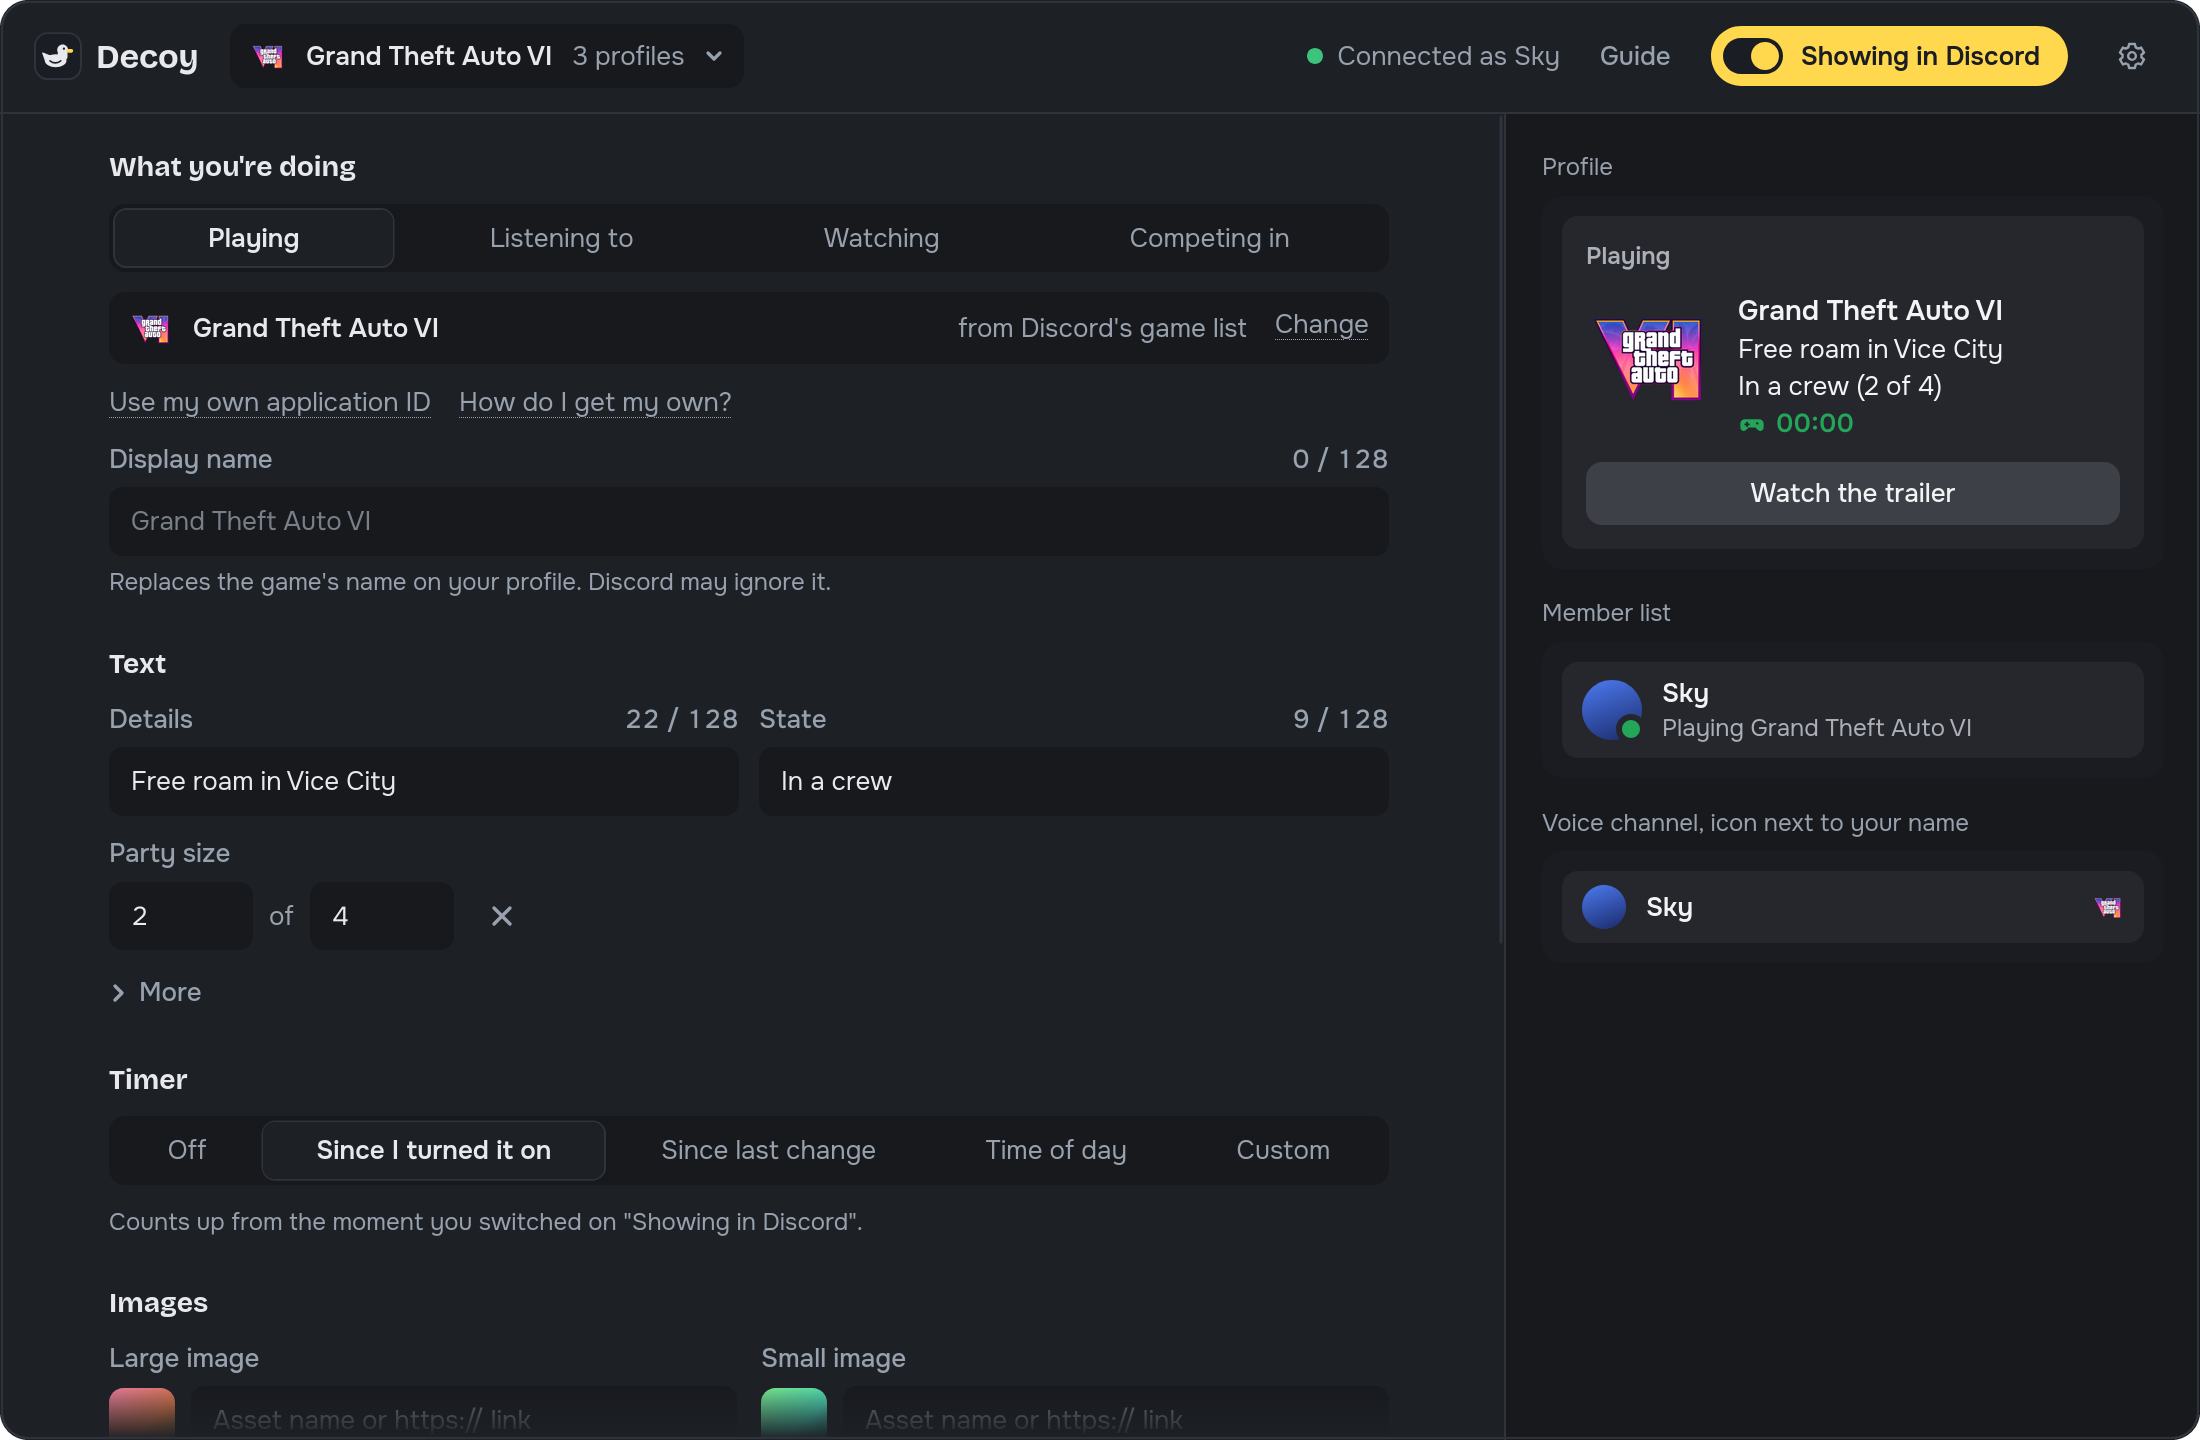 Decoy
Grand Theft Auto VI 3 profiles
Connected as Sky
Guide
Showing in Discord
What you're doing
Playing
Listening to
Watching
Competing in
grand theft auto
Grand Theft Auto VI
from Discord's game list
Change
Use my own application ID
How do I get my own?
Display name
0 / 128
Grand Theft Auto VI
Replaces the game's name on your profile. Discord may ignore it.
Text
Details
22 / 128
State
9 / 128
Free roam in Vice City
In a crew
Party size
2 of 4
More
Timer
Off
Since I turned it on
Since last change
Time of day
Custom
Counts up from the moment you switched on "Showing in Discord".
Images
Large image
Small image
Asset name or https:// link
Asset name or https:// link
Profile
Playing
VI
grand
theft
auto
Grand Theft Auto VI
Free roam in Vice City
In a crew (2 of 4)
00:00
Watch the trailer
Member list
Sky
Playing Grand Theft Auto VI
Voice channel, icon next to your name
Sky